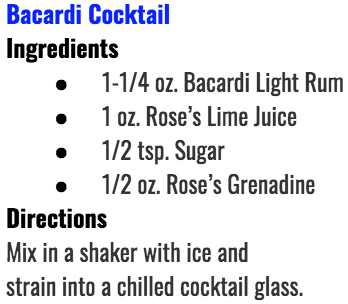 Bacardi Cocktail
Ingredients
● 1-1/4 oz. Bacardi Light Rum
● 1 oz. Rose's Lime Juice
● 1/2 tsp. Sugar
● 1/2 oz. Rose's Grenadine
Directions
Mix in a shaker with ice and
strain into a chilled cocktail glass.